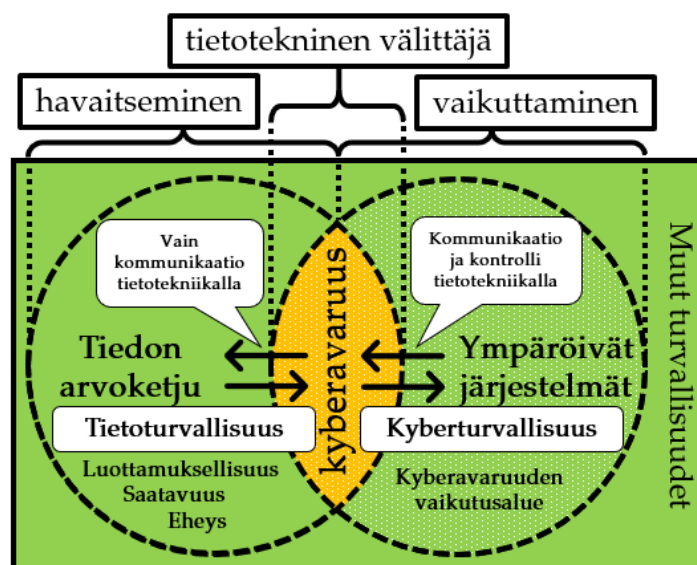 tietotekninen välittäjä
havaitseminen
vaikuttaminen
Vain
kommunikaatio
tietotekniikalla
Kommunikaatio
ja kontrolli
tietotekniikalla
kyberavaruus
Muut turvallisuudet
Tiedon
arvoketju
Ympäröivät
järjestelmät
Tietoturvallisuus
Kyberturvallisuus
Luottamuksellisuus
Saatavuus
Eheys
Kyberavaruuden
vaikutusalue